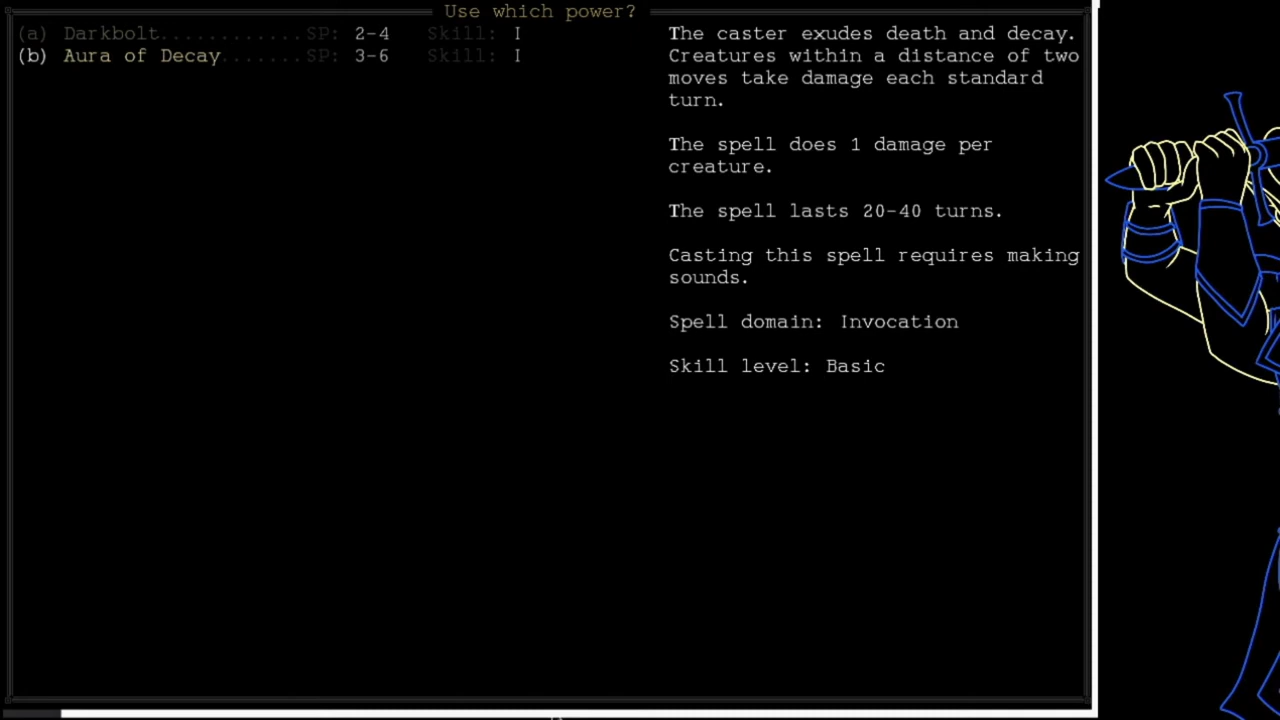 Use which power?
(a) Darkbolt............SP: 2-4 Skill: I
(b) Aura of Decay.......SP: 3-6 Skill: I
The caster exudes death and decay.
Creatures within a distance of two
moves take damage each standard
turn.
The spell does 1 damage per
creature.
The spell lasts 20-40 turns.
Casting this spell requires making
sounds.
Spell domain: Invocation
Skill level: Basic